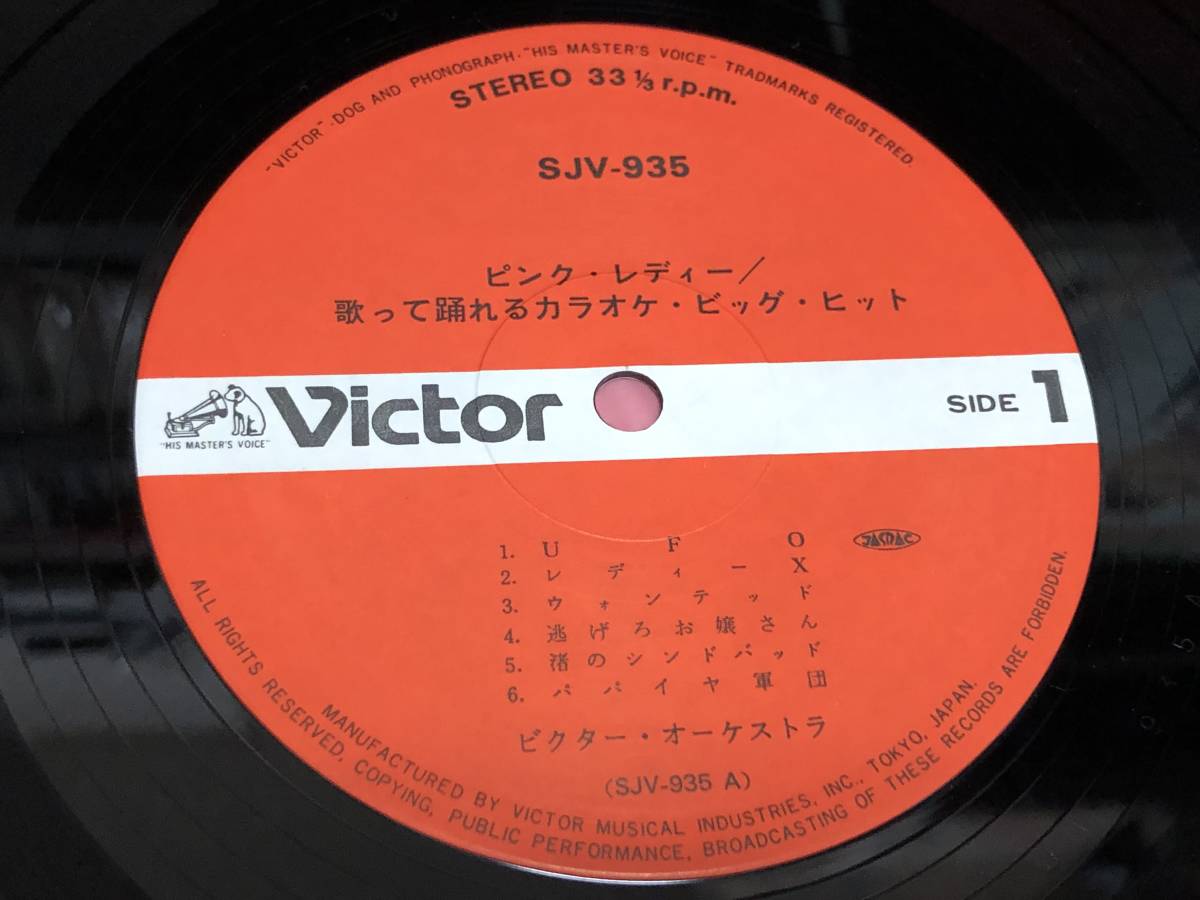 "VICTOR"-DOG AND PHONOGRAPH-"HIS MASTER'S VOICE" TRADMARKS REGISTERED.
STEREO 33 ⅓ r.p.m.
SJV-935
ピンク・レディー/
歌って踊れるカラオケ・ビッグ・ヒット
"HIS MASTER'S VOICE"
Victor
SIDE 1
1. U F O
JASRAC
2. レディーX
3. ウォンテッド
4. 逃げろお嬢さん
5. 渚のシンドバッド
6. パパイヤ軍団
ビクター・オーケストラ
(SJV-935 A)
ALL RIGHTS RESERVED, COPYING, PUBLIC PERFORMANCE, BROADCASTING OF THESE RECORDS ARE FORBIDDEN.
MANUFACTURED BY VICTOR MUSICAL INDUSTRIES, INC., TOKYO, JAPAN.